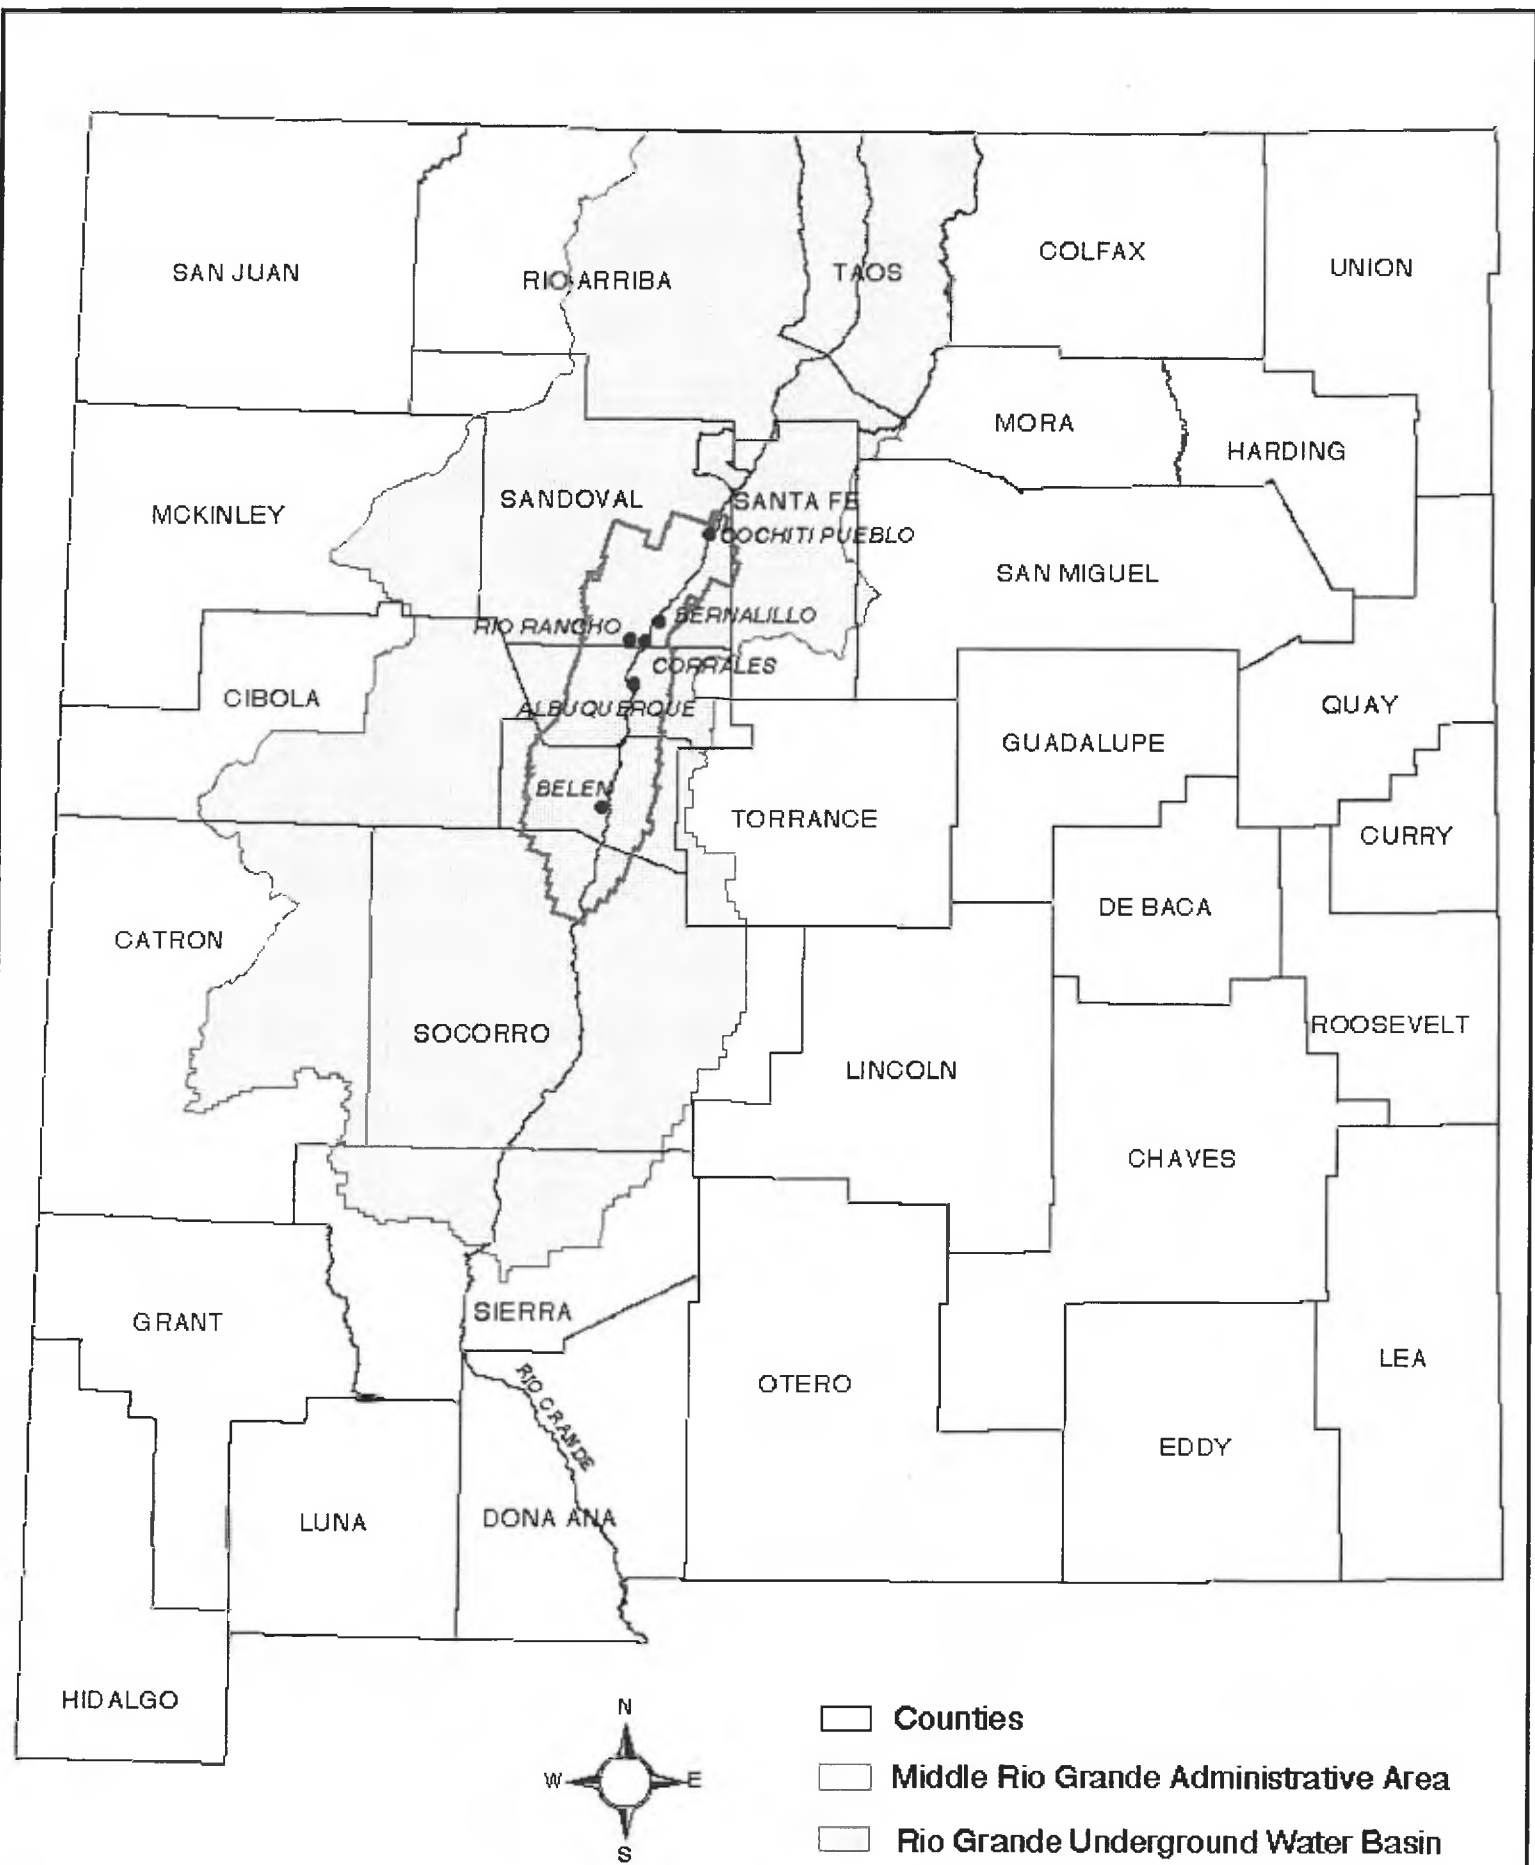 COLFAX
UNION
SAN JUAN
RIO ARRIBA
TAOS
MORA
HARDING
MCKINLEY
SANDOVAL
SANTA FE
COCHITI PUEBLO
SAN MIGUEL
RIO RANCHO
BERNALILLO
CORRALES
CIBOLA
ALBUQUERQUE
QUAY
GUADALUPE
BELEN
TORRANCE
CURRY
DE BACA
CATRON
SOCORRO
ROOSEVELT
LINCOLN
CHAVES
GRANT
SIERRA
LEA
OTERO
RIO GRANDE
EDDY
LUNA
DONA ANA
HIDALGO
N
W E
S
Counties
Middle Rio Grande Administrative Area
Rio Grande Underground Water Basin